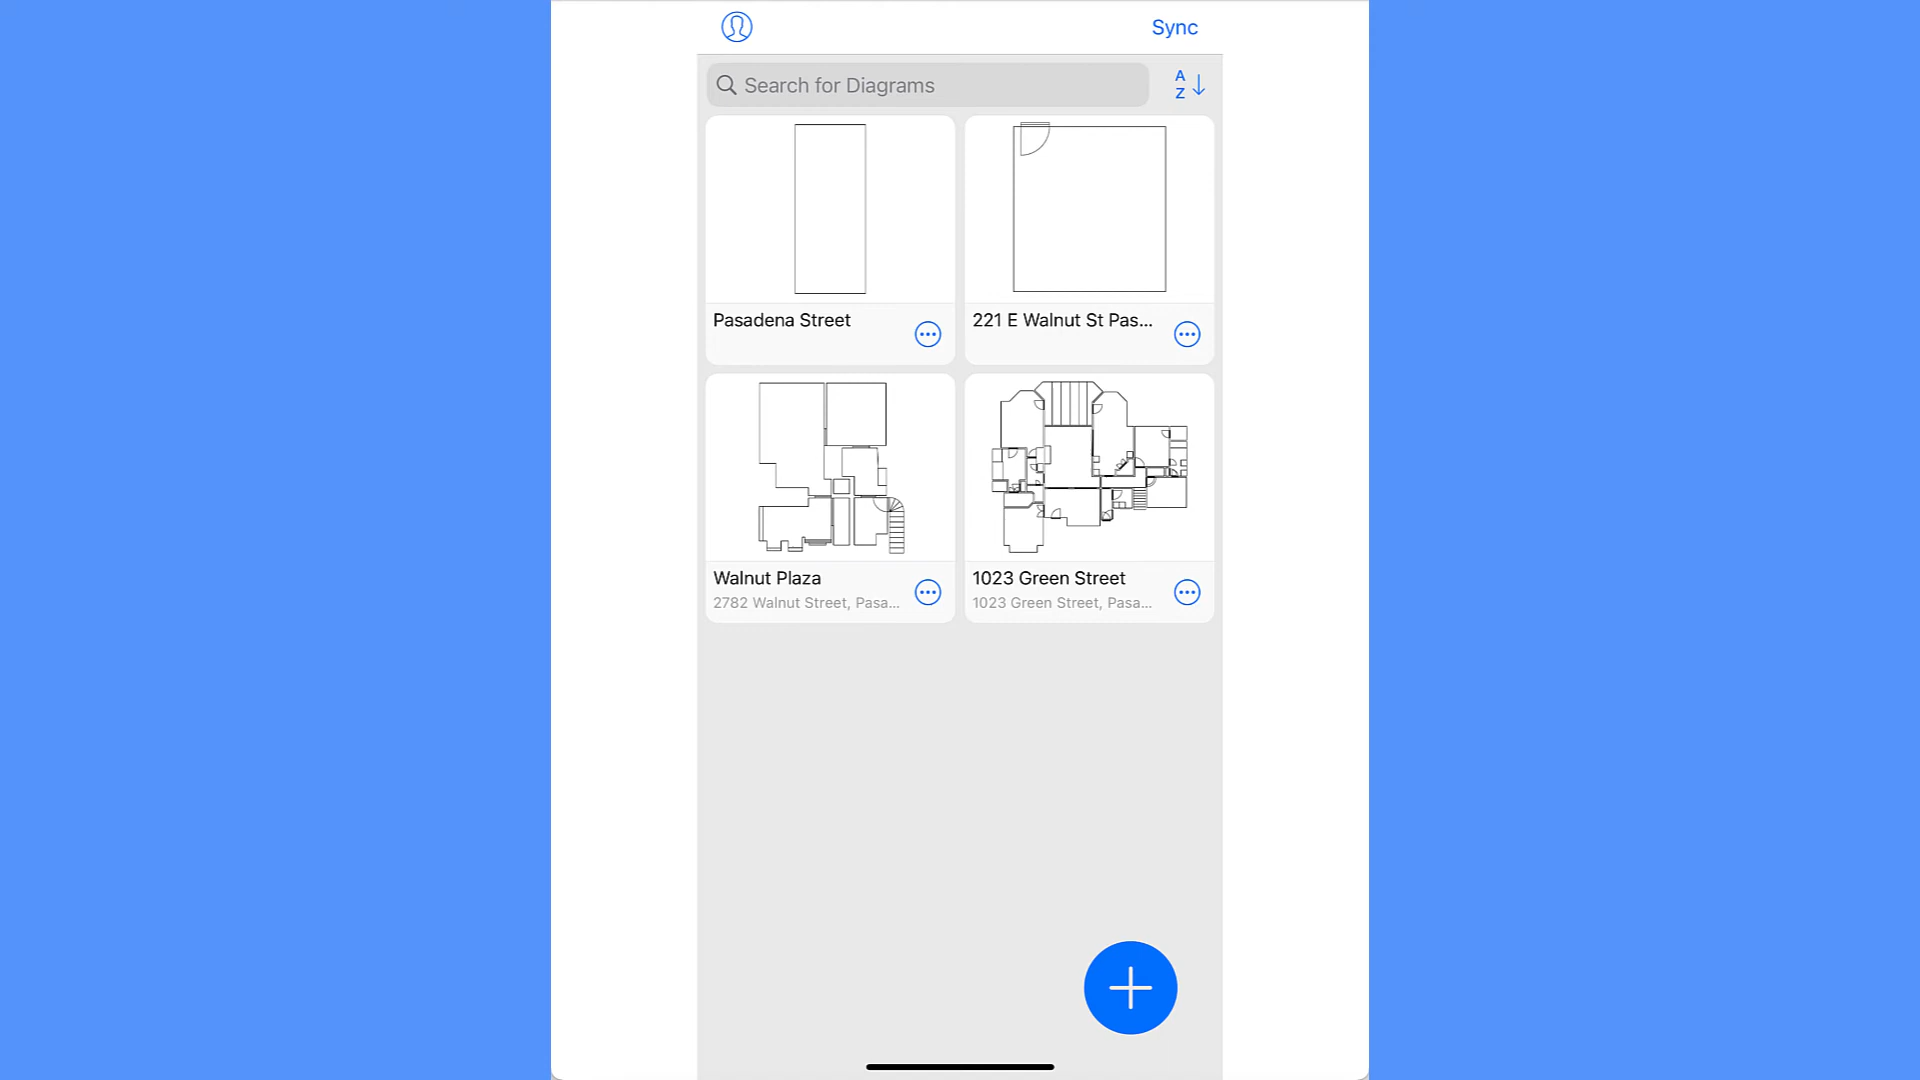 Sync
Search for Diagrams
A
Z
Pasadena Street
221 E Walnut St Pas...
Walnut Plaza
2782 Walnut Street, Pasa...
1023 Green Street
1023 Green Street, Pasa...